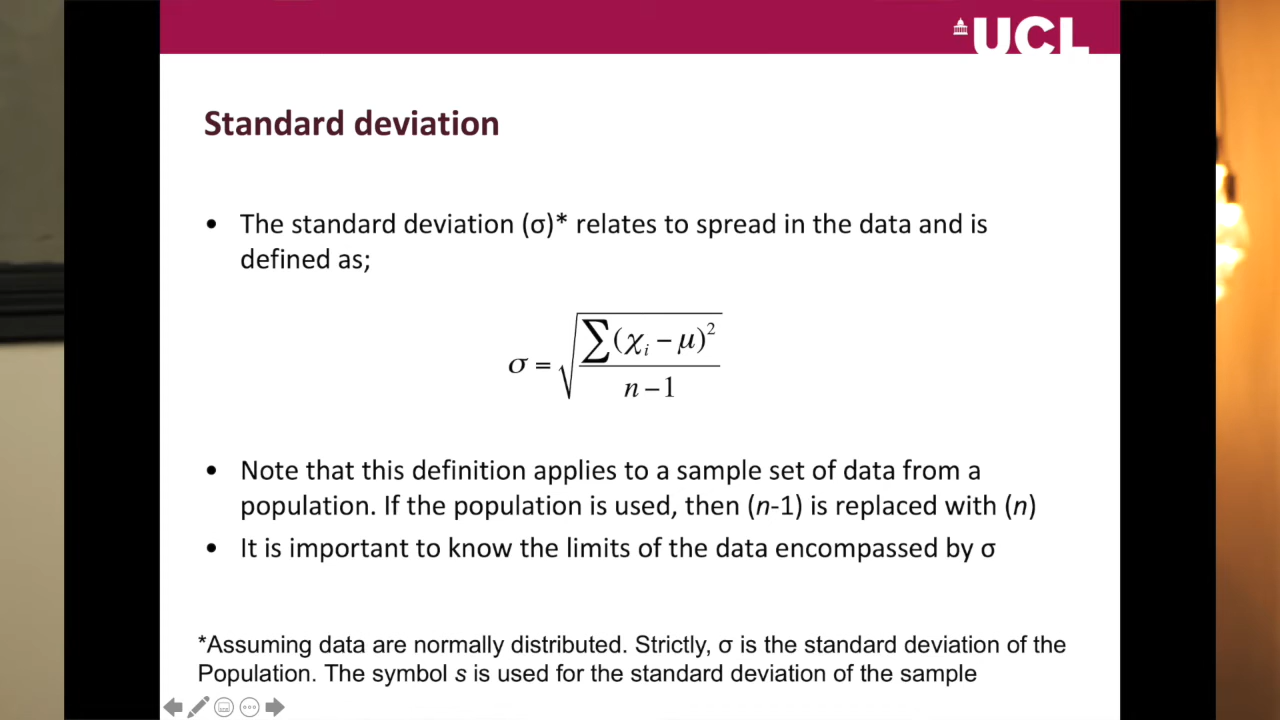 UCL
Standard deviation
• The standard deviation (σ)* relates to spread in the data and is
defined as;
σ = √(∑(χᵢ − μ)² / (n − 1))
• Note that this definition applies to a sample set of data from a
population. If the population is used, then (n-1) is replaced with (n)
• It is important to know the limits of the data encompassed by σ
*Assuming data are normally distributed. Strictly, σ is the standard deviation of the
Population. The symbol s is used for the standard deviation of the sample